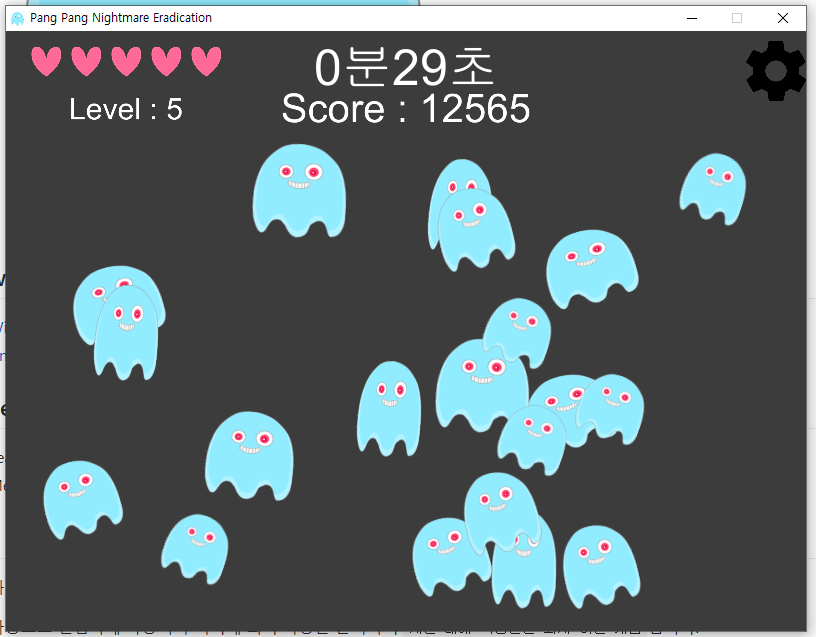 Pang Pang Nightmare Eradication
0분29초
Level : 5
Score : 12565